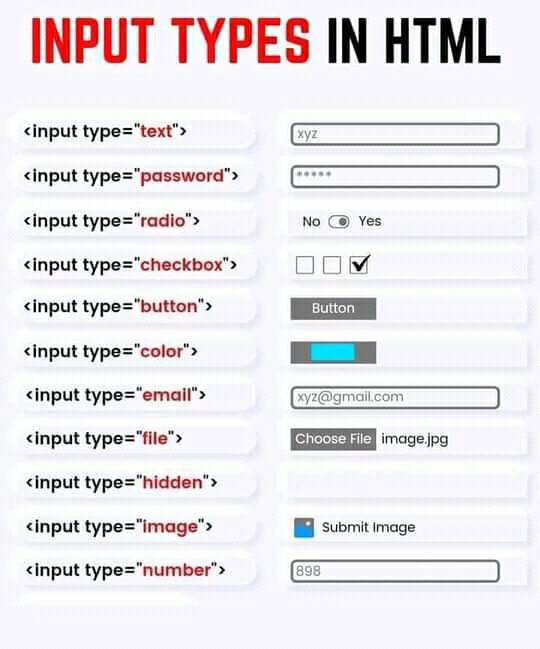 INPUT TYPES IN HTML
<input type="text"> xyz
<input type="password"> *****
<input type="radio"> No Yes
<input type="checkbox">
<input type="button"> Button
<input type="color">
<input type="email"> xyz@gmail.com
<input type="file"> Choose File image.jpg
<input type="hidden">
<input type="image"> Submit Image
<input type="number"> 898